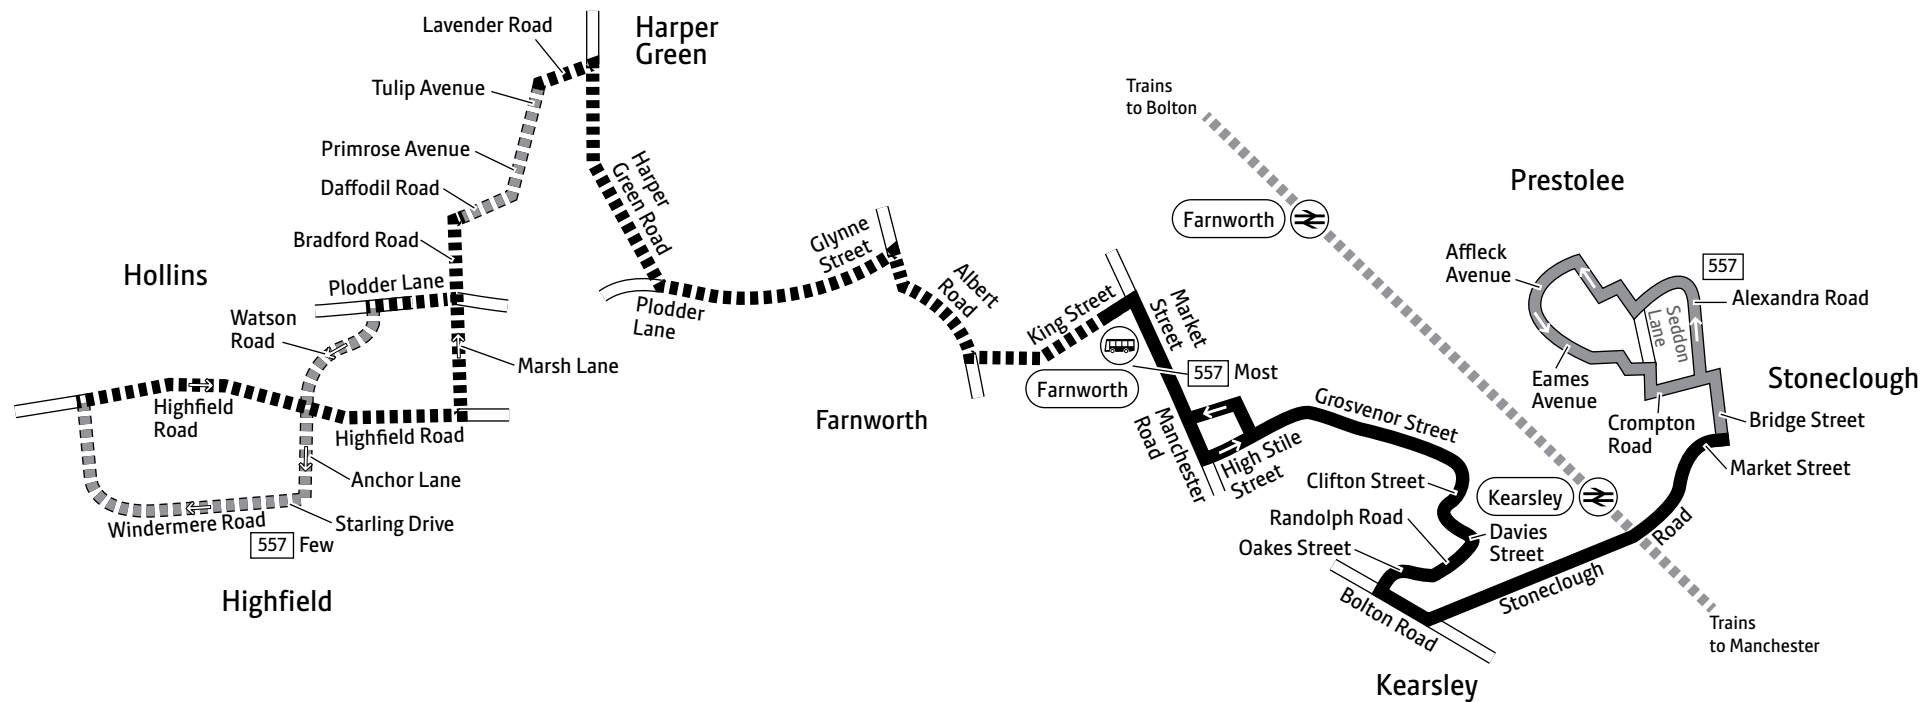 Lavender Road
Harper
Green
Tulip Avenue
Primrose Avenue
Daffodil Road
Bradford Road
Hollins
Plodder Lane
Watson
Road
Marsh Lane
Highfield
Road
Highfield Road
Anchor Lane
Windermere Road
Starling Drive
557 Few
Highfield
Harper
Green Road
Plodder
Lane
Glynne
Street
Albert
Road
Farnworth
King Street
Farnworth
Market
Street
557 Most
Manchester
Road
High Stile
Street
Grosvenor Street
Clifton Street
Randolph Road
Oakes Street
Davies
Street
Bolton Road
Kearsley
Stoneclough
Road
Trains
to Bolton
Farnworth
Kearsley
Trains
to Manchester
Prestolee
Affleck
Avenue
557
Alexandra Road
Seddon
Lane
Eames
Avenue
Stoneclough
Crompton
Road
Bridge Street
Market Street